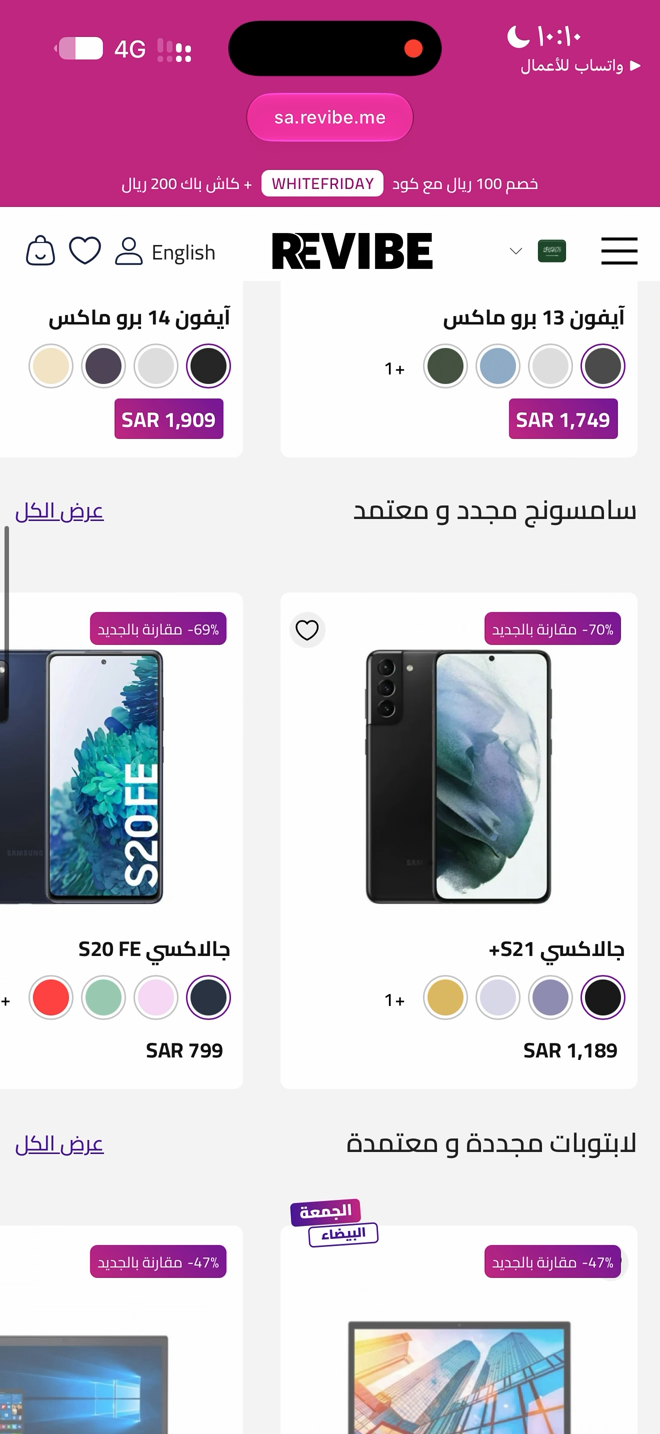 ١٠:١٠
4G
واتساب للأعمال ◀
sa.revibe.me
خصم 100 ريال مع كود WHITEFRIDAY + كاش باك 200 ريال
REVIBE
English
آيفون 13 برو ماكس
+1
SAR 1,749
آيفون 14 برو ماكس
SAR 1,909
سامسونج مجدد و معتمد
عرض الكل
-70% مقارنة بالجديد
جالاكسي S21+
+1
SAR 1,189
-69% مقارنة بالجديد
S20 FE
SAMSUNG
جالاكسي S20 FE
+
SAR 799
لابتوبات مجددة و معتمدة
عرض الكل
الجمعة
البيضاء
-47% مقارنة بالجديد
-47% مقارنة بالجديد